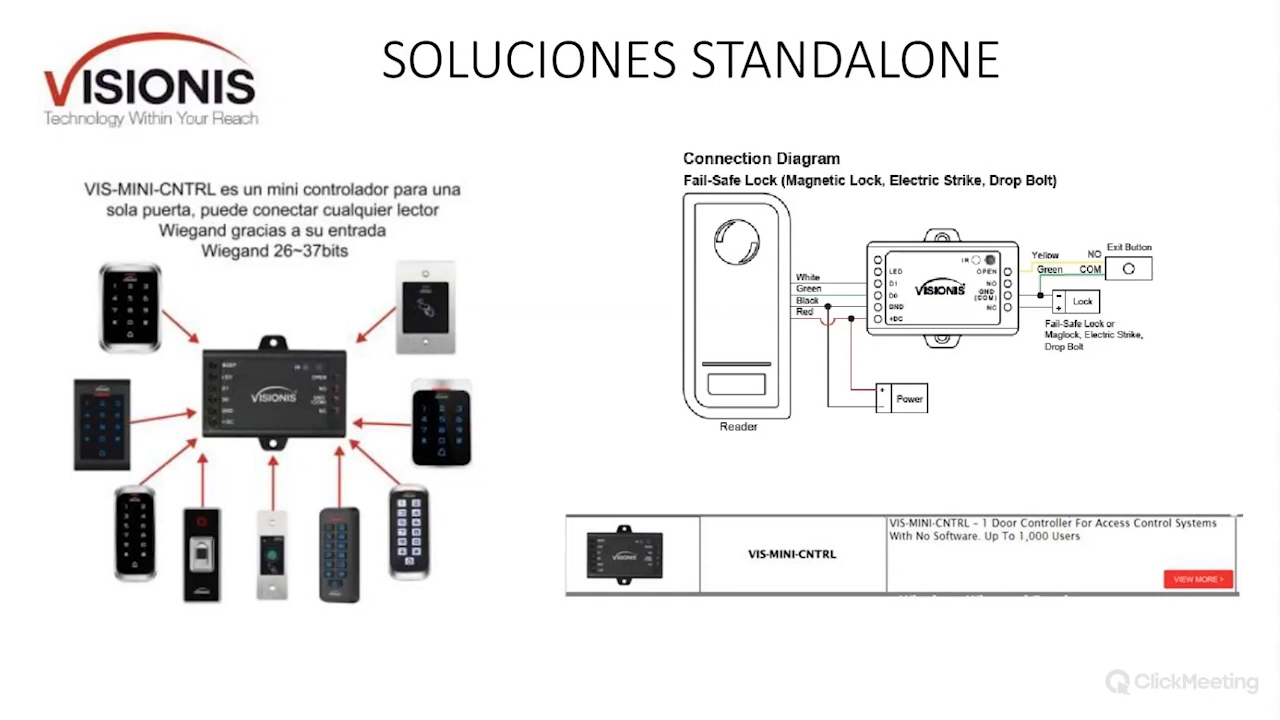 VISIONIS
Technology Within Your Reach
SOLUCIONES STANDALONE
VIS-MINI-CNTRL es un mini controlador para una
sola puerta, puede conectar cualquier lector
Wiegand gracias a su entrada
Wiegand 26~37bits
VISIONIS
Connection Diagram
Fail-Safe Lock (Magnetic Lock, Electric Strike, Drop Bolt)
White
Green
Black
Red
LED
D1
D0
GND
+DC
VISIONIS
IR
OPEN
NO
GND
(COM)
NC
Yellow
Green
NO
COM
Exit Button
- Lock
+
Fail-Safe Lock or
Maglock, Electric Strike,
Drop Bolt
+ Power
-
Reader
VISIONIS
VIS-MINI-CNTRL
VIS-MINI-CNTRL – 1 Door Controller For Access Control Systems
With No Software. Up To 1,000 Users
VIEW MORE >
ClickMeeting